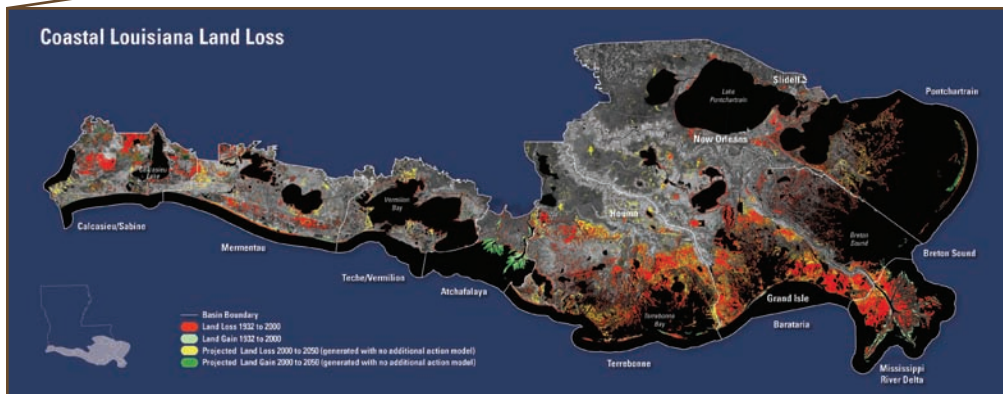 Coastal Louisiana Land Loss
Slidell
Lake
Pontchartrain
Pontchartrain
New Orleans
Calcasieu
Lake
Vermilion
Bay
Houma
Calcasieu/Sabine
Mermentau
Breton
Sound
Breton Sound
Teche/Vermilion
Atchafalaya
Grand Isle
Terrebonne
Bay
Barataria
Basin Boundary
Land Loss 1932 to 2000
Land Gain 1932 to 2000
Projected Land Loss 2000 to 2050 (generated with no additional action model)
Projected Land Gain 2000 to 2050 (generated with no additional action model)
Terrebonne
Mississippi
River Delta